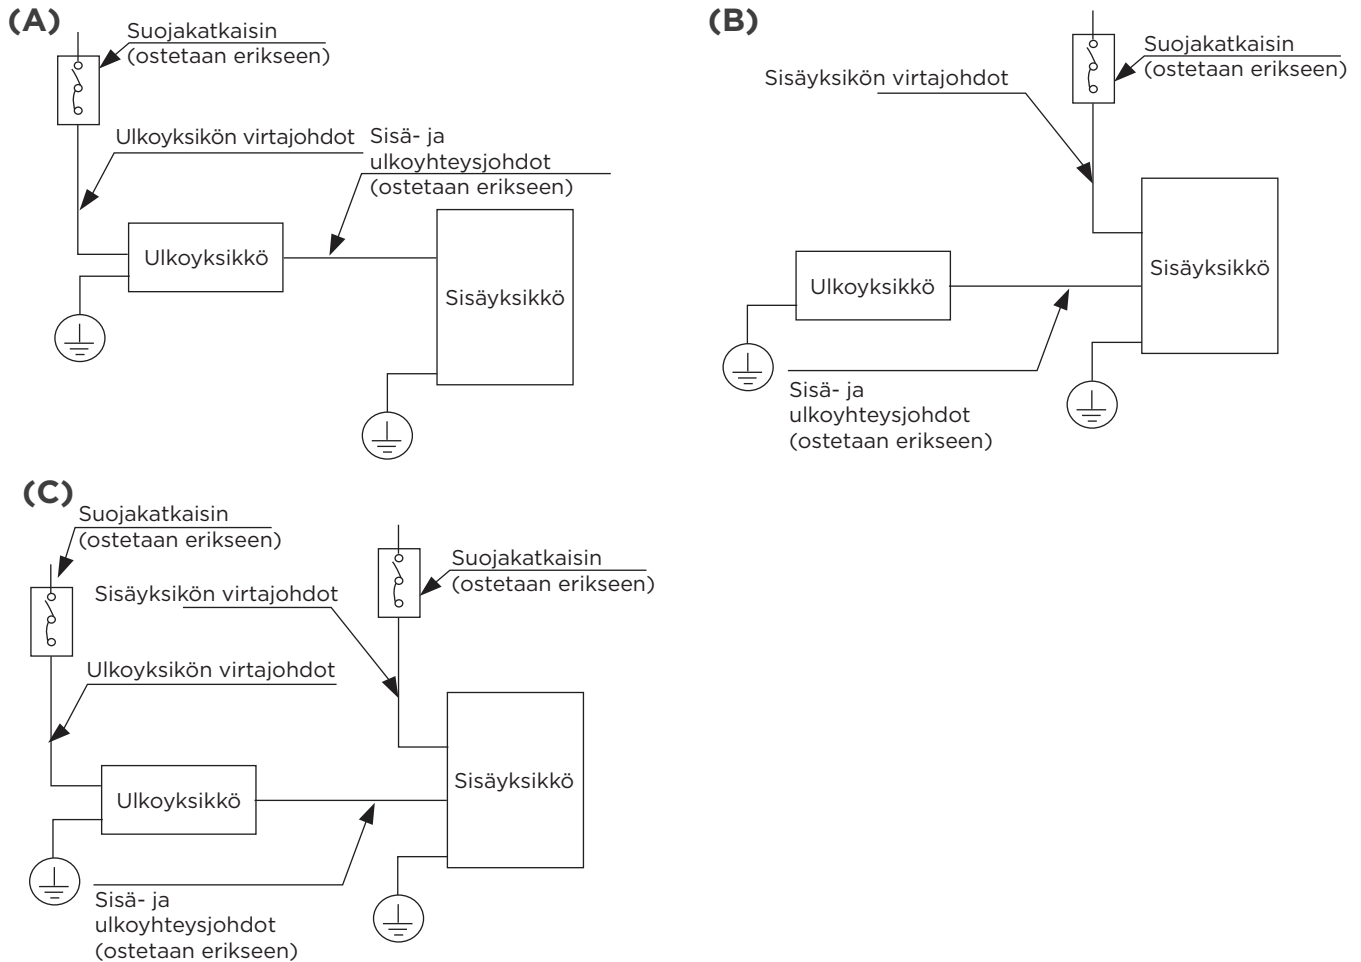 (A)
Suojakatkaisin
(ostetaan erikseen)
Ulkoyksikön virtajohdot
Sisä- ja
ulkoyhteysjohdot
(ostetaan erikseen)
Ulkoyksikkö
Sisäyksikkö
(B)
Suojakatkaisin
(ostetaan erikseen)
Sisäyksikön virtajohdot
Ulkoyksikkö
Sisäyksikkö
Sisä- ja
ulkoyhteysjohdot
(ostetaan erikseen)
(C)
Suojakatkaisin
(ostetaan erikseen)
Suojakatkaisin
(ostetaan erikseen)
Sisäyksikön virtajohdot
Ulkoyksikön virtajohdot
Ulkoyksikkö
Sisäyksikkö
Sisä- ja
ulkoyhteysjohdot
(ostetaan erikseen)